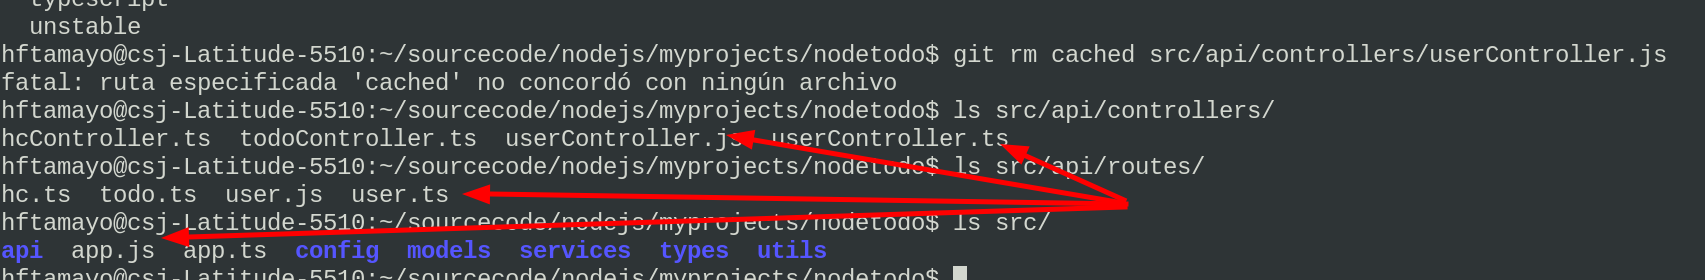 typescript
unstable
hftamayo@csj-Latitude-5510:~/sourcecode/nodejs/myprojects/nodetodo$ git rm cached src/api/controllers/userController.js
fatal: ruta especificada 'cached' no concordó con ningún archivo
hftamayo@csj-Latitude-5510:~/sourcecode/nodejs/myprojects/nodetodo$ ls src/api/controllers/
hcController.ts  todoController.ts  userController.js  userController.ts
hftamayo@csj-Latitude-5510:~/sourcecode/nodejs/myprojects/nodetodo$ ls src/api/routes/
hc.ts  todo.ts  user.js  user.ts
hftamayo@csj-Latitude-5510:~/sourcecode/nodejs/myprojects/nodetodo$ ls src/
api  app.js  app.ts  config  models  services  types  utils
hftamayo@csj-Latitude-5510:~/sourcecode/nodejs/myprojects/nodetodo$